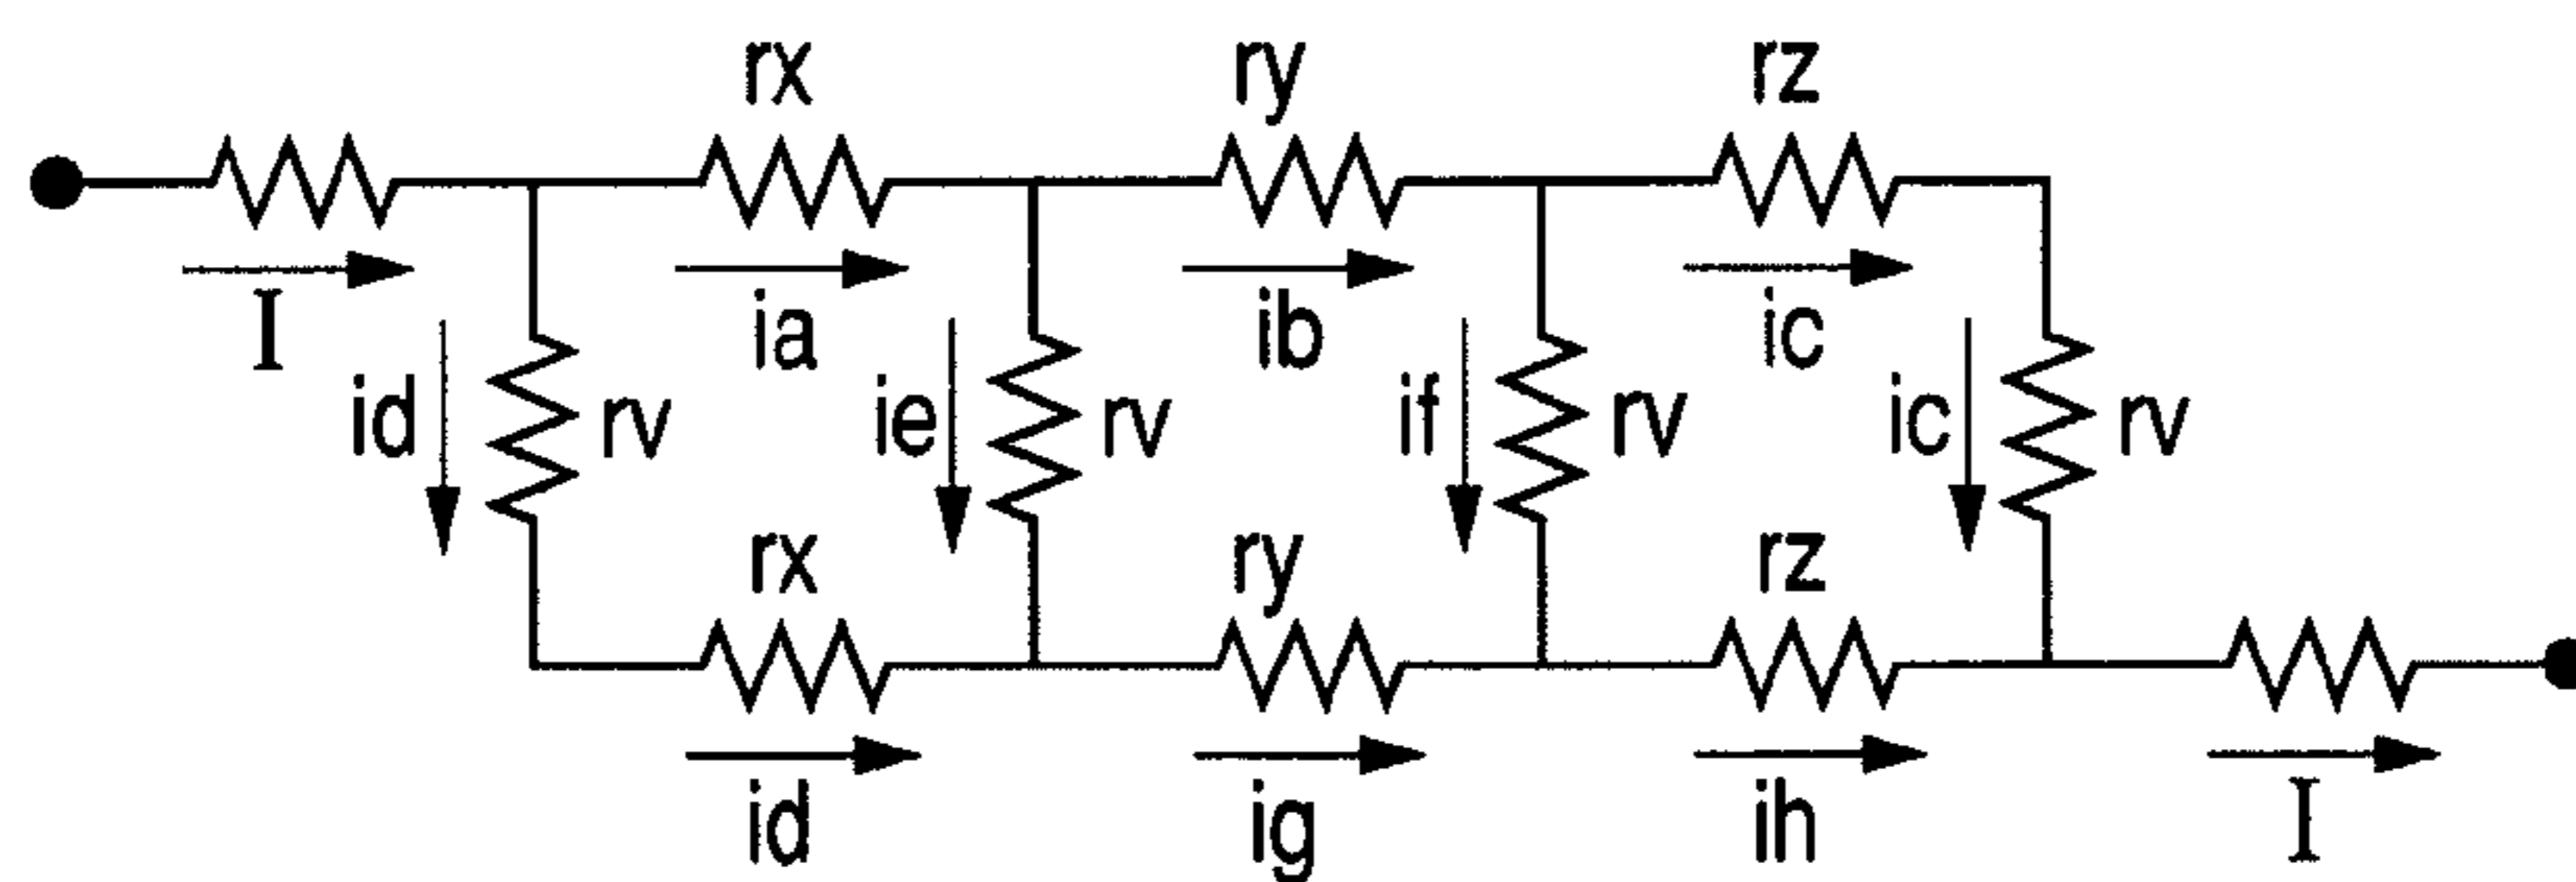 rx ry rz
I ia ib ic
id rv ie rv if rv ic rv
rx ry rz
id ig ih I